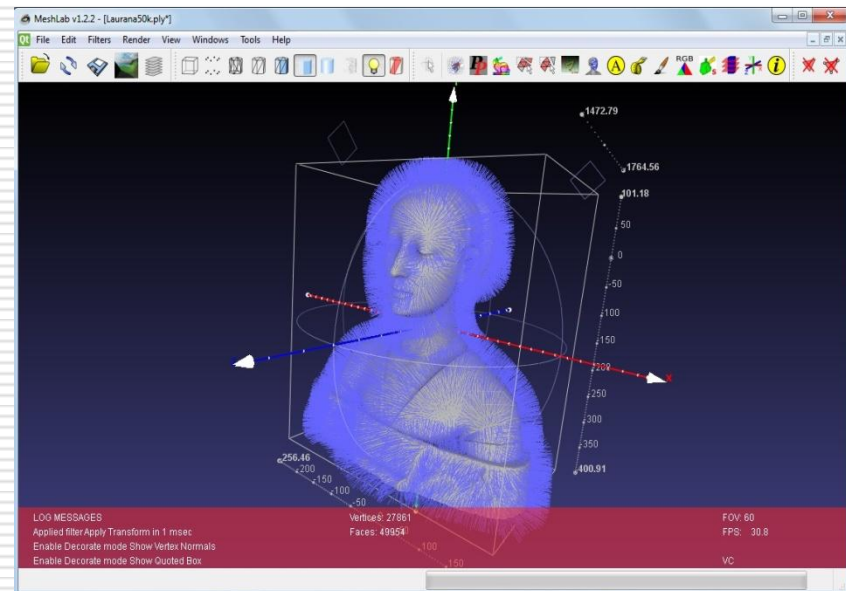 MeshLab v1.2.2 - [Laurana50k.ply*]
File Edit Filters Render View Windows Tools Help
RGB
1472.79
1764.56
101.18
50
0
-50
-100
-150
-200
-250
-300
-350
-400.91
X
256.46
200
150
100
50
-50
-100
-150
LOG MESSAGES
Applied filter Apply Transform in 1 msec
Enable Decorate mode Show Vertex Normals
Enable Decorate mode Show Quoted Box
Vertices: 27861
Faces: 49954
FOV: 60
FPS: 30.8
VC